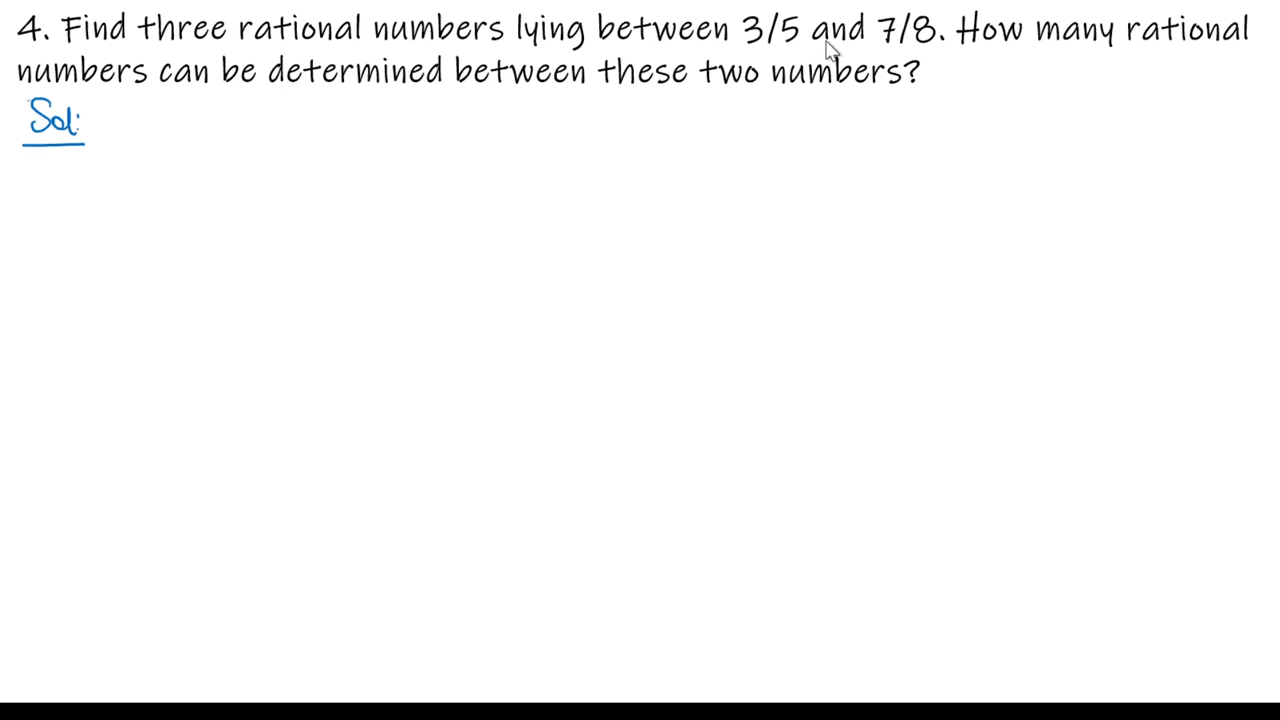 4. Find three rational numbers lying between 3/5 and 7/8. How many rational
numbers can be determined between these two numbers?
Sol: